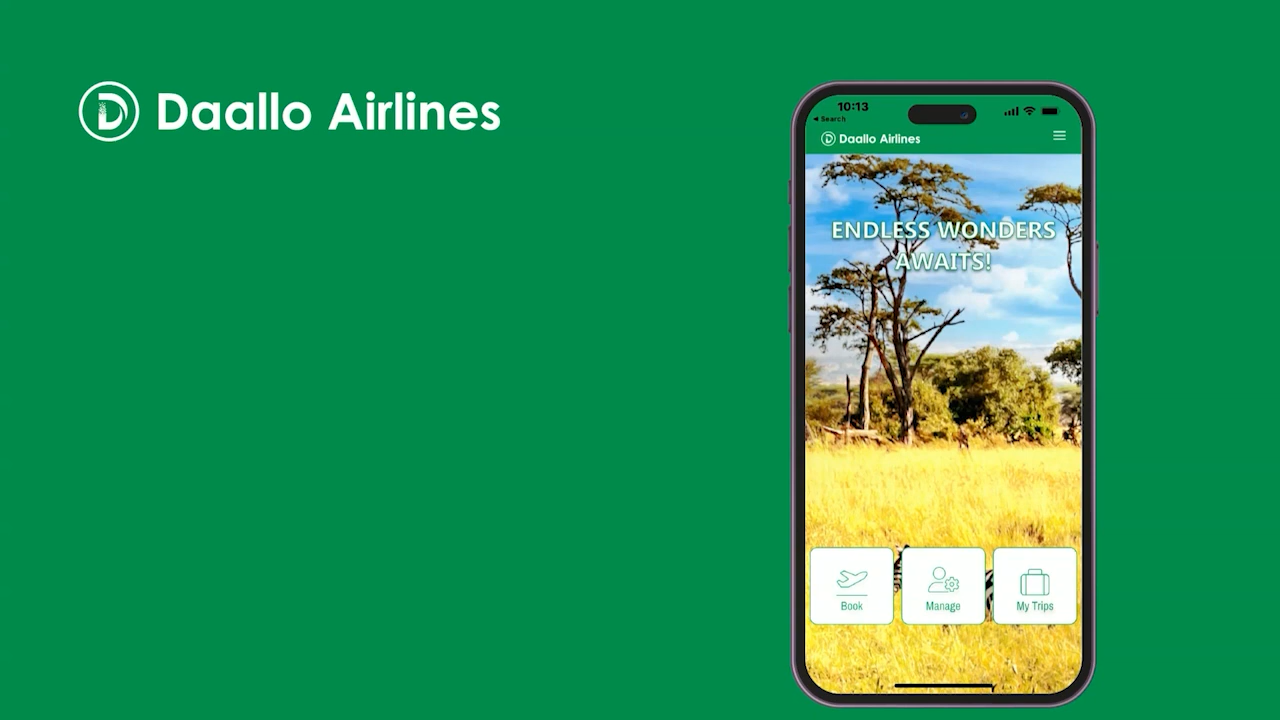 Daallo Airlines
10:13
Search
Daallo Airlines
ENDLESS WONDERS
AWAITS!
Book
Manage
My Trips